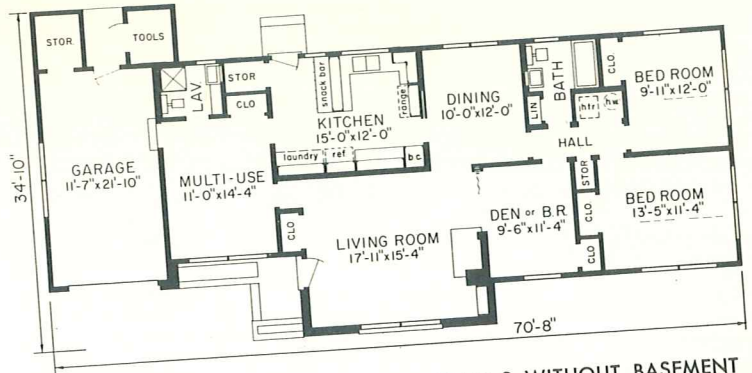 STOR.
TOOLS
LAV.
STOR
CLO
snack bar
KITCHEN
15'-0"x12'-0"
range
laundry
ref
b.c.
DINING
10'-0"x12'-0"
BATH
LIN
CLO
BED ROOM
9'-11"x12'-0"
htr
hw
HALL
GARAGE
11'-7"x21'-10"
MULTI-USE
11'-0"x14'-4"
CLO
LIVING ROOM
17'-11"x15'-4"
DEN or B.R.
9'-6"x11'-4"
STOR
CLO
CLO
BED ROOM
13'-5"x11'-4"
34'-10"
70'-8"
WITHOUT BASEMENT